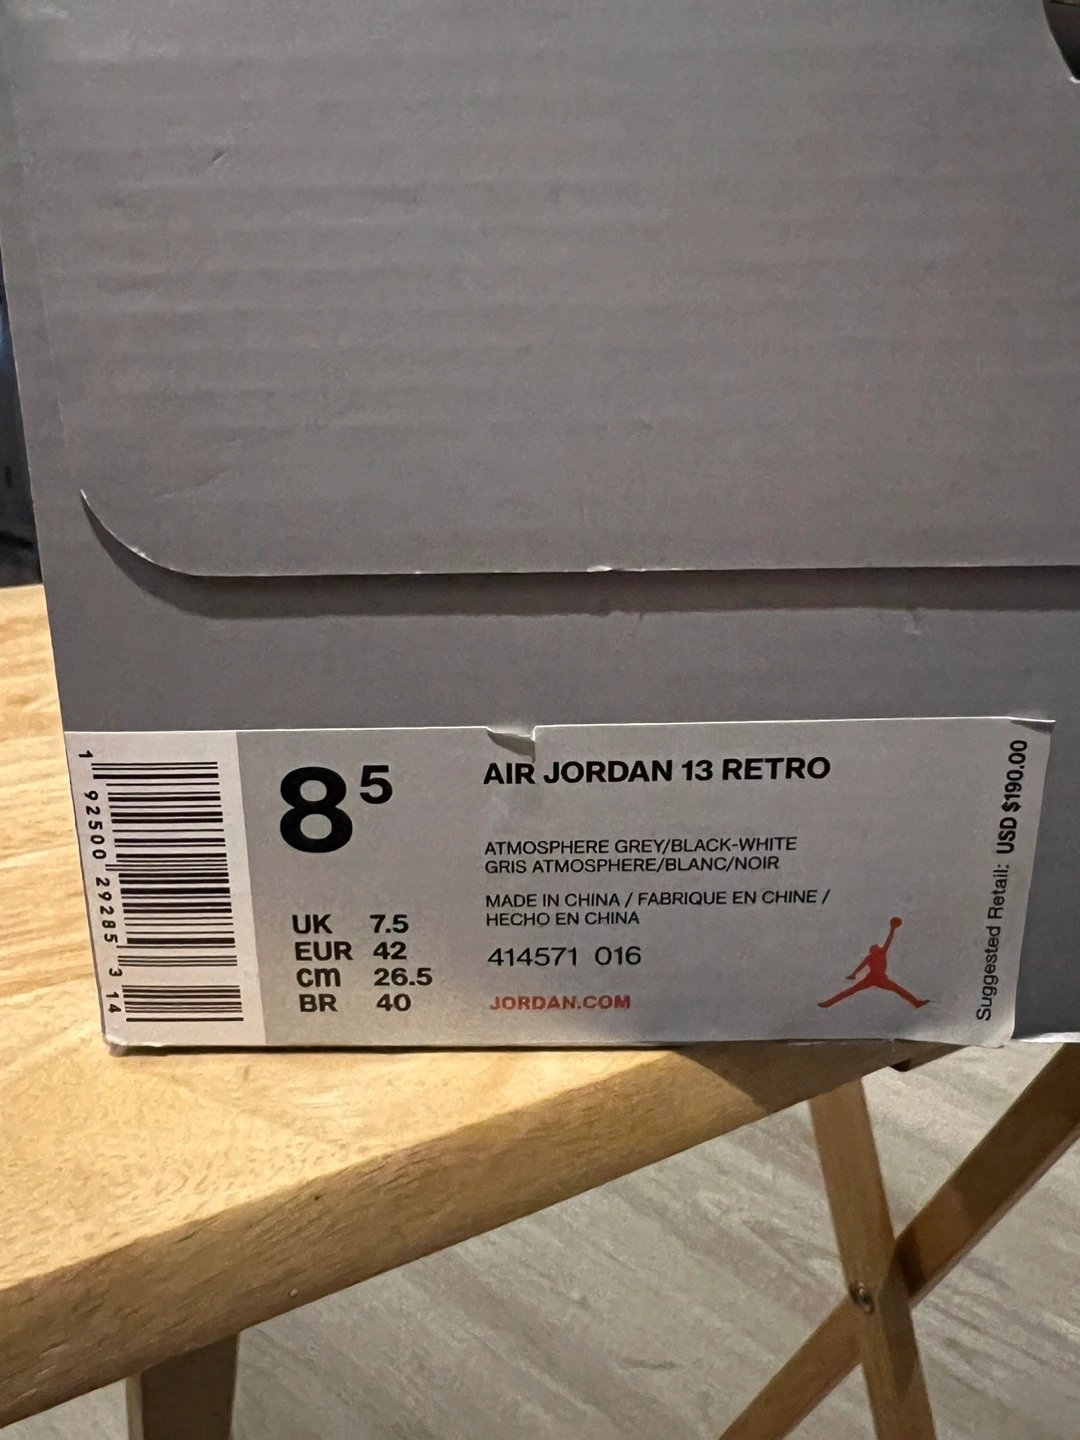 1 92500 29285 3 14
8 5
UK 7.5
EUR 42
cm 26.5
BR 40
AIR JORDAN 13 RETRO
ATMOSPHERE GREY/BLACK-WHITE
GRIS ATMOSPHERE/BLANC/NOIR
MADE IN CHINA / FABRIQUE EN CHINE /
HECHO EN CHINA
414571 016
JORDAN.COM
Suggested Retail: USD $190.00